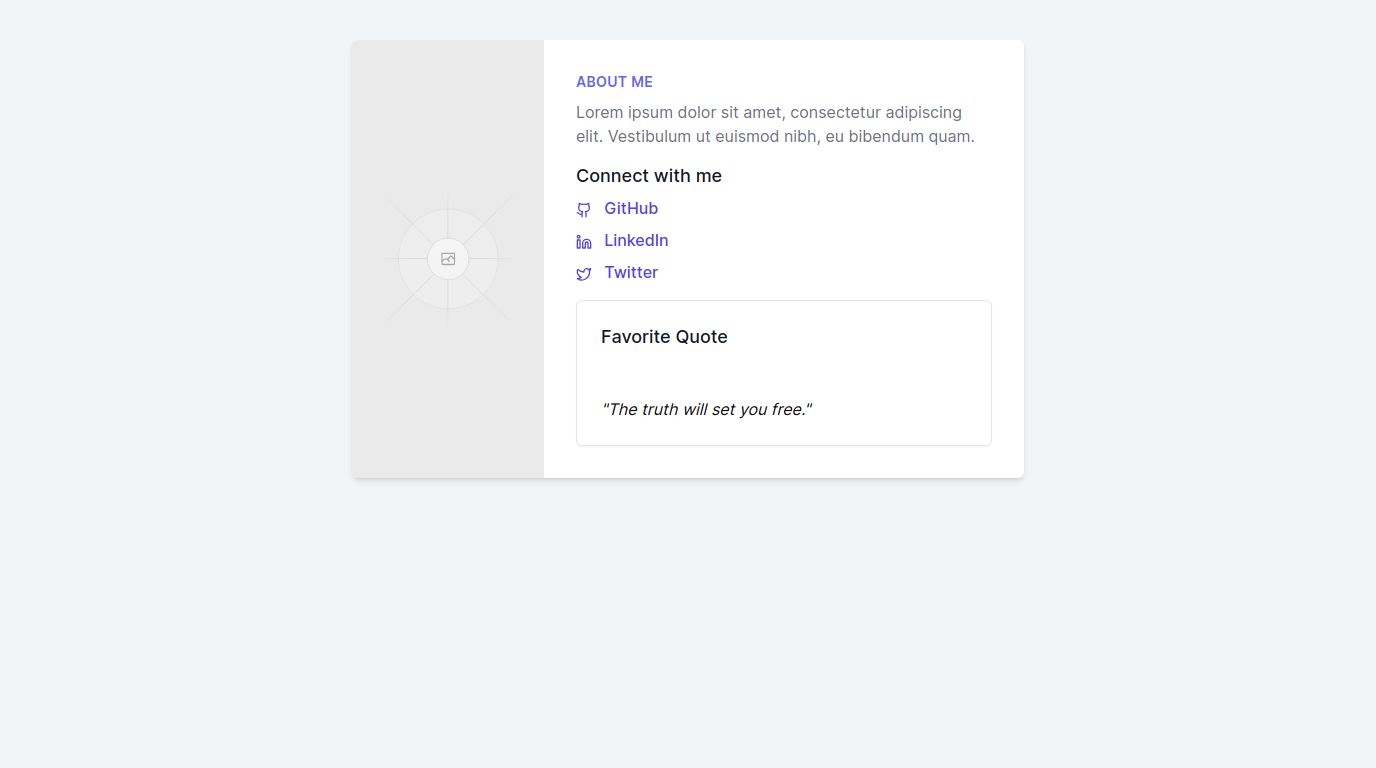 ABOUT ME
Lorem ipsum dolor sit amet, consectetur adipiscing
elit. Vestibulum ut euismod nibh, eu bibendum quam.
Connect with me
GitHub
LinkedIn
Twitter
Favorite Quote
"The truth will set you free."